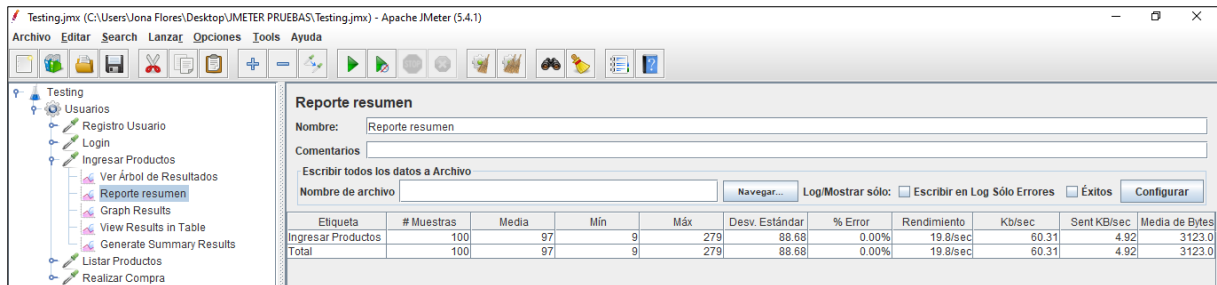 Testing.jmx (C:\Users\Jona Flores\Desktop\JMETER PRUEBAS\Testing.jmx) - Apache JMeter (5.4.1)
Archivo Editar Search Lanzar Opciones Tools Ayuda
Testing
Usuarios
Registro Usuario
Login
Ingresar Productos
Ver Árbol de Resultados
Reporte resumen
Graph Results
View Results in Table
Generate Summary Results
Listar Productos
Realizar Compra
Reporte resumen
Nombre: Reporte resumen
Comentarios
Escribir todos los datos a Archivo
Nombre de archivo Navegar... Log/Mostrar sólo: Escribir en Log Sólo Errores Éxitos Configurar
Etiqueta # Muestras Media Mín Máx Desv. Estándar % Error Rendimiento Kb/sec Sent KB/sec Media de Bytes
Ingresar Productos 100 97 9 279 88.68 0.00% 19.8/sec 60.31 4.92 3123.0
Total 100 97 9 279 88.68 0.00% 19.8/sec 60.31 4.92 3123.0